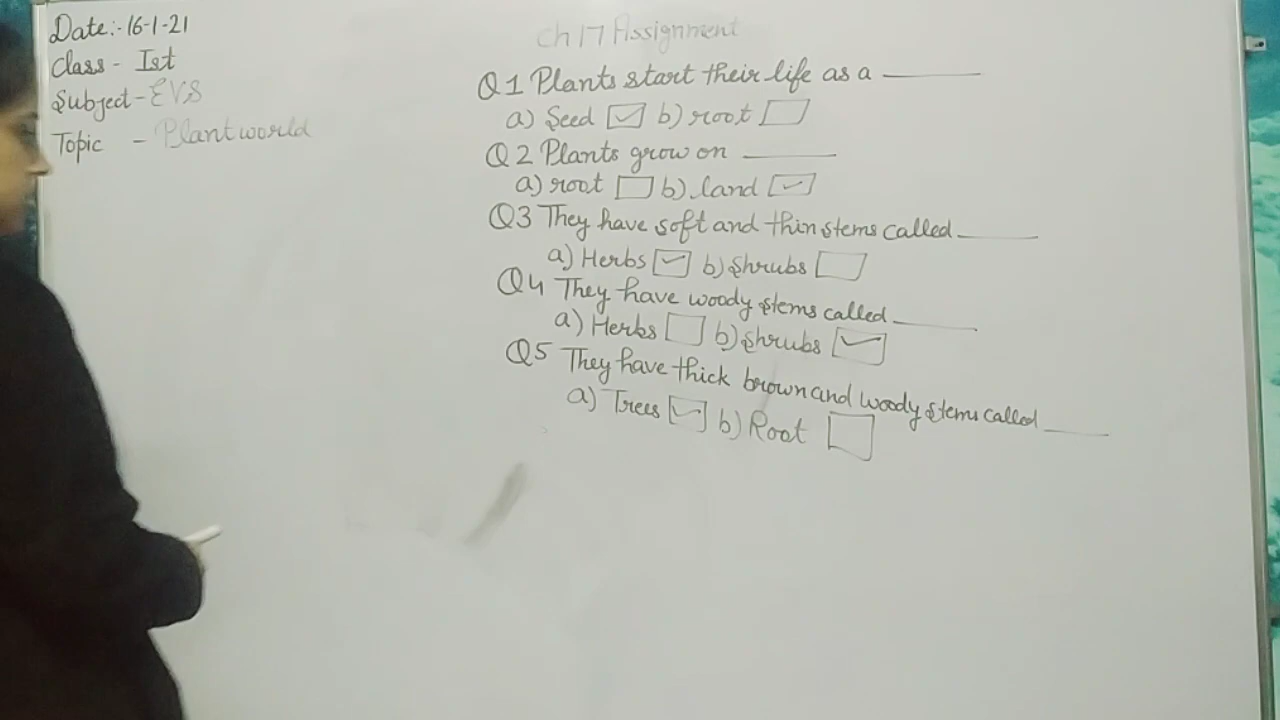 Date:- 16-1-21
Class - Ist
Subject - EVS
Topic - Plant world
Ch 17 Assignment
Q1 Plants start their life as a ______
a) Seed ☑ b) root ☐
Q2 Plants grow on ______
a) root ☐ b) land ☑
Q3 They have soft and thin stems called ______
a) Herbs ☑ b) Shrubs ☐
Q4 They have woody stems called ______
a) Herbs ☐ b) Shrubs ☑
Q5 They have thick brown and woody stems called ______
a) Trees ☑ b) Root ☐